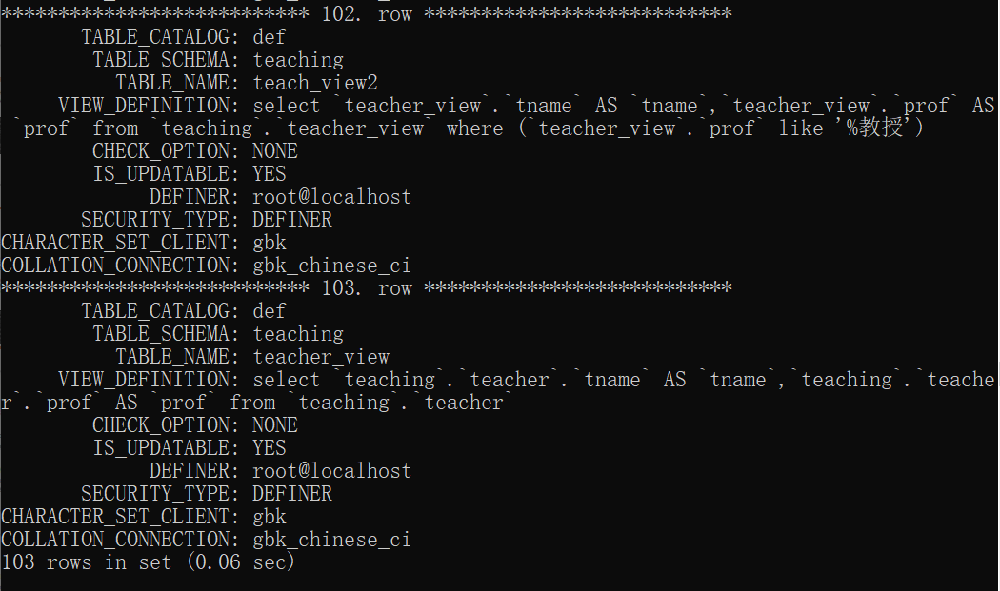 *************************** 102. row ***************************
       TABLE_CATALOG: def
        TABLE_SCHEMA: teaching
          TABLE_NAME: teach_view2
     VIEW_DEFINITION: select `teacher_view`.`tname` AS `tname`,`teacher_view`.`prof` AS
 `prof` from `teaching`.`teacher_view` where (`teacher_view`.`prof` like '%教授')
        CHECK_OPTION: NONE
        IS_UPDATABLE: YES
             DEFINER: root@localhost
       SECURITY_TYPE: DEFINER
CHARACTER_SET_CLIENT: gbk
COLLATION_CONNECTION: gbk_chinese_ci
*************************** 103. row ***************************
       TABLE_CATALOG: def
        TABLE_SCHEMA: teaching
          TABLE_NAME: teacher_view
     VIEW_DEFINITION: select `teaching`.`teacher`.`tname` AS `tname`,`teaching`.`teache
r`.`prof` AS `prof` from `teaching`.`teacher`
        CHECK_OPTION: NONE
        IS_UPDATABLE: YES
             DEFINER: root@localhost
       SECURITY_TYPE: DEFINER
CHARACTER_SET_CLIENT: gbk
COLLATION_CONNECTION: gbk_chinese_ci
103 rows in set (0.06 sec)